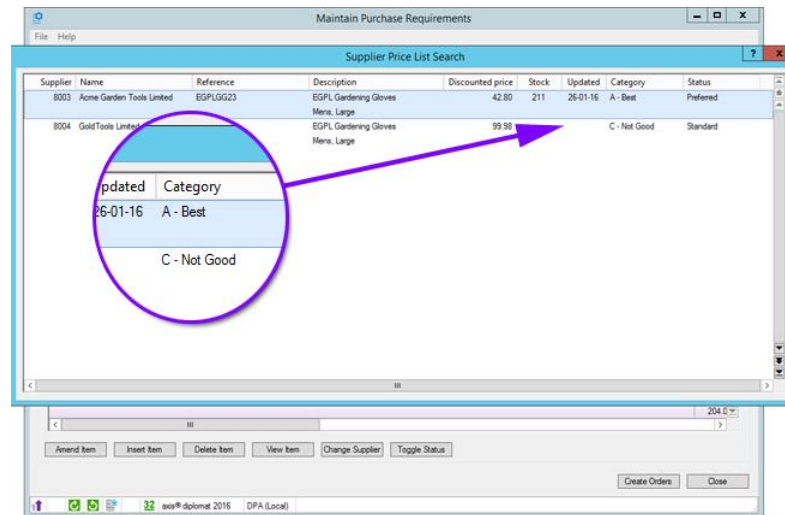 Maintain Purchase Requirements
File Help
Supplier Price List Search
Supplier Name Reference Description Discounted price Stock Updated Category Status
8003 Acme Garden Tools Limited EGPLGG23 EGPL Gardening Gloves 42.80 211 26-01-16 A - Best Preferred
Mens, Large
8004 GoldTools Limited EGPL Gardening Gloves 99.98 C - Not Good Standard
Mens, Large
pdated Category
26-01-16 A - Best
C - Not Good
204.0
Amend Item Insert Item Delete Item View Item Change Supplier Toggle Status
Create Orders Close
32 axis® diplomat 2016 DPA (Local)